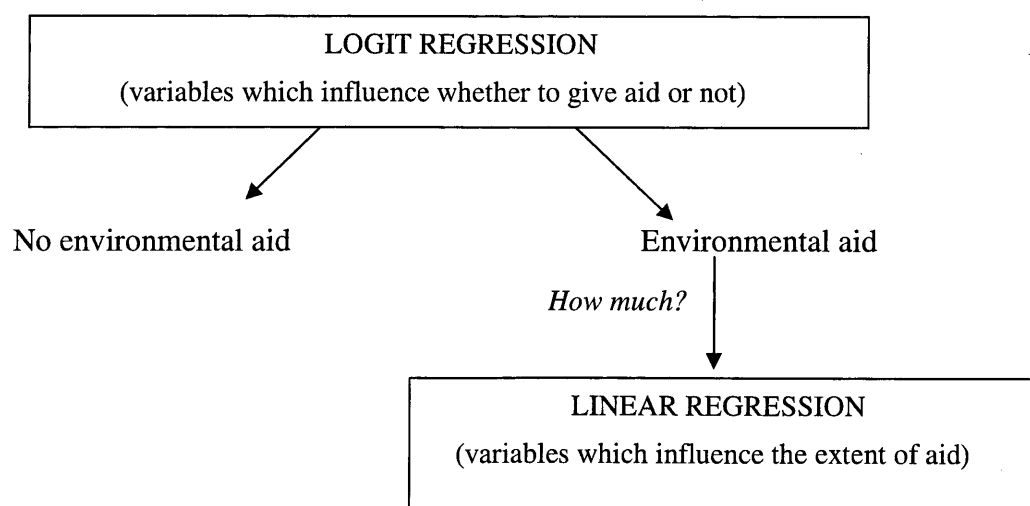 LOGIT REGRESSION
(variables which influence whether to give aid or not)
No environmental aid
Environmental aid
How much?
LINEAR REGRESSION
(variables which influence the extent of aid)